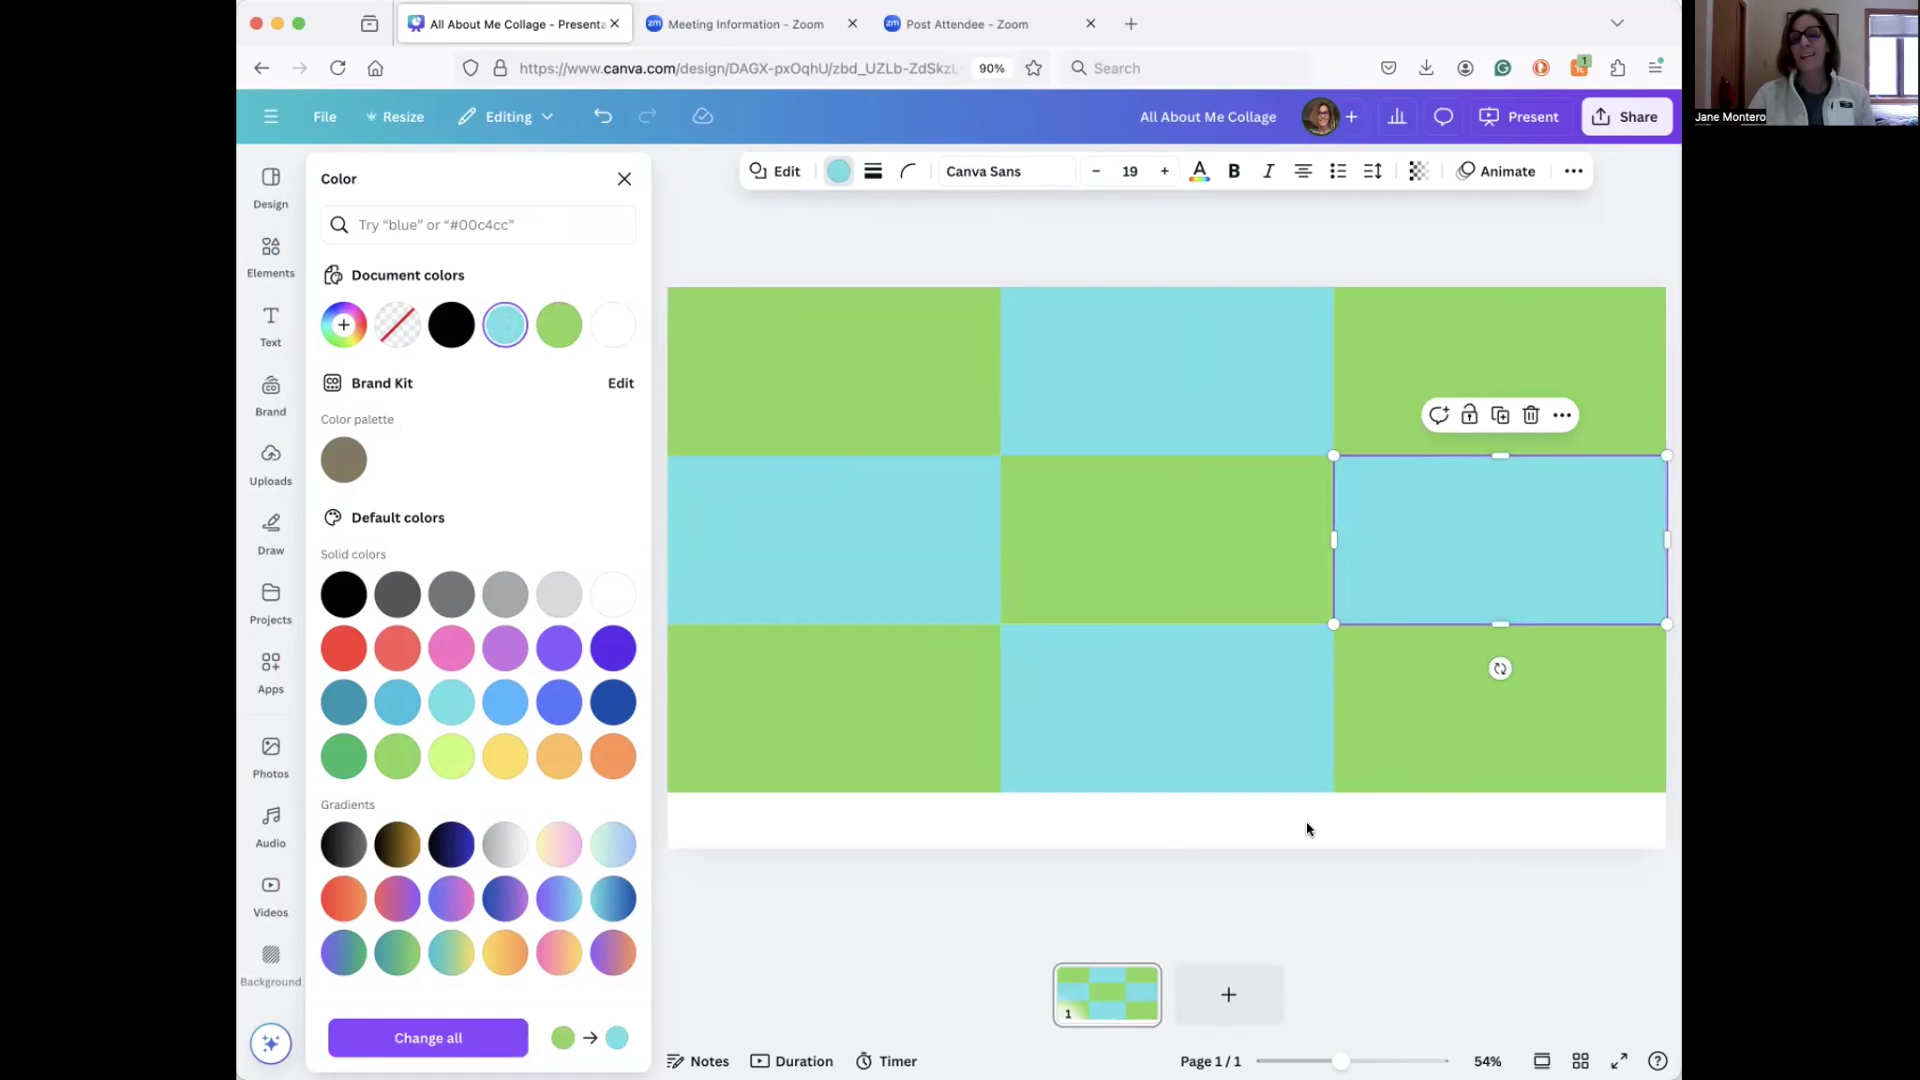 All About Me Collage - Presenta
Meeting Information - Zoom
Post Attendee - Zoom
https://www.canva.com/design/DAGX-pxOqhU/zbd_UZLb-ZdSkzL
90%
Search
1
Jane Montero
File
Resize
Editing
All About Me Collage
Present
Share
Design
Elements
Text
Brand
Uploads
Draw
Projects
Apps
Photos
Audio
Videos
Background
Color
Try “blue” or “#00c4cc”
Document colors
Brand Kit
Edit
Color palette
Default colors
Solid colors
Gradients
Change all
Edit
Canva Sans
– 19 +
A B I
Animate
1
Notes
Duration
Timer
Page 1 / 1
54%